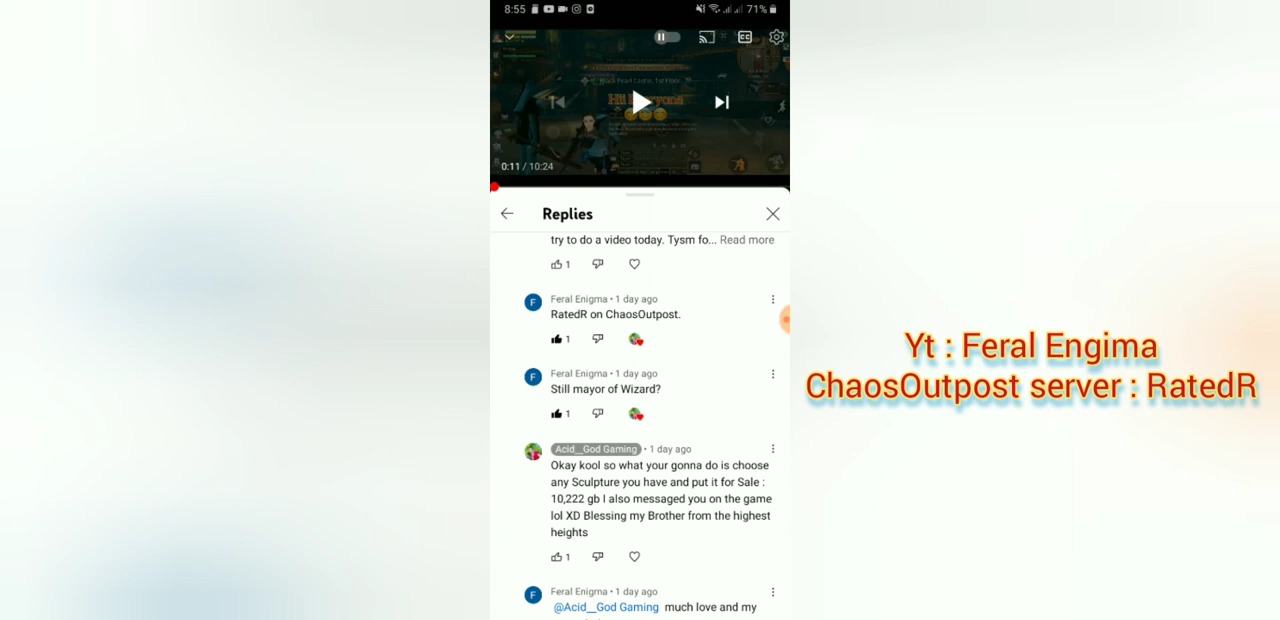 8:55
71%
Black Pearl Castle, 1st Floor
0:11 / 10:24
Replies
try to do a video today. Tysm fo... Read more
1
F
Feral Enigma • 1 day ago
RatedR on ChaosOutpost.
1
F
Feral Enigma • 1 day ago
Still mayor of Wizard?
1
Acid__God Gaming • 1 day ago
Okay kool so what your gonna do is choose
any Sculpture you have and put it for Sale :
10,222 gb I also messaged you on the game
lol XD Blessing my Brother from the highest
heights
1
F
Feral Enigma • 1 day ago
@Acid__God Gaming much love and my
Yt : Feral Engima
ChaosOutpost server : RatedR